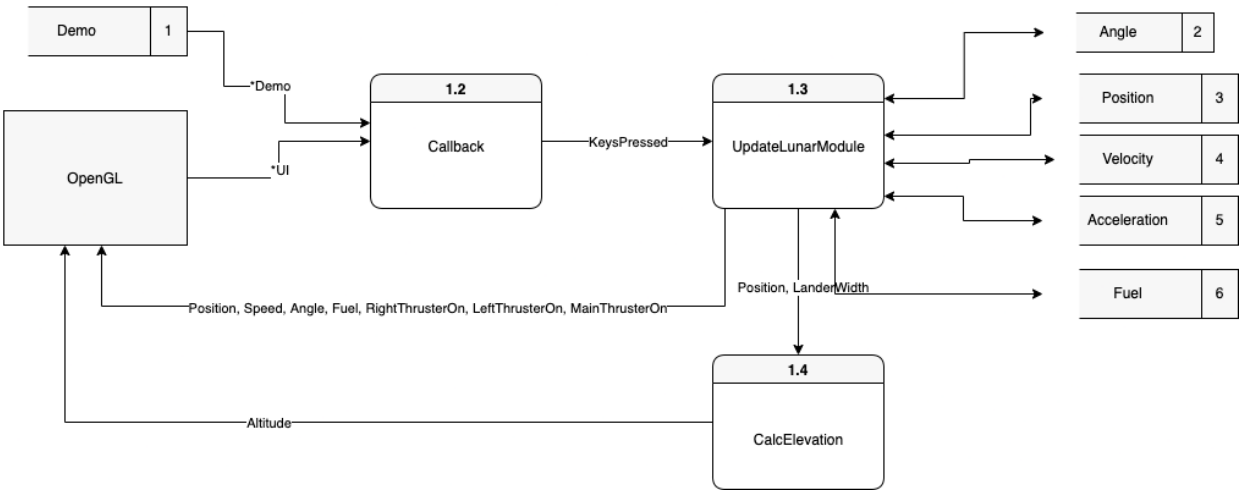 Demo
1
Angle
2
*Demo
1.2
1.3
Position
3
Callback
KeysPressed
UpdateLunarModule
Velocity
4
*UI
OpenGL
Acceleration
5
Position, LanderWidth
Fuel
6
Position, Speed, Angle, Fuel, RightThrusterOn, LeftThrusterOn, MainThrusterOn
1.4
Altitude
CalcElevation